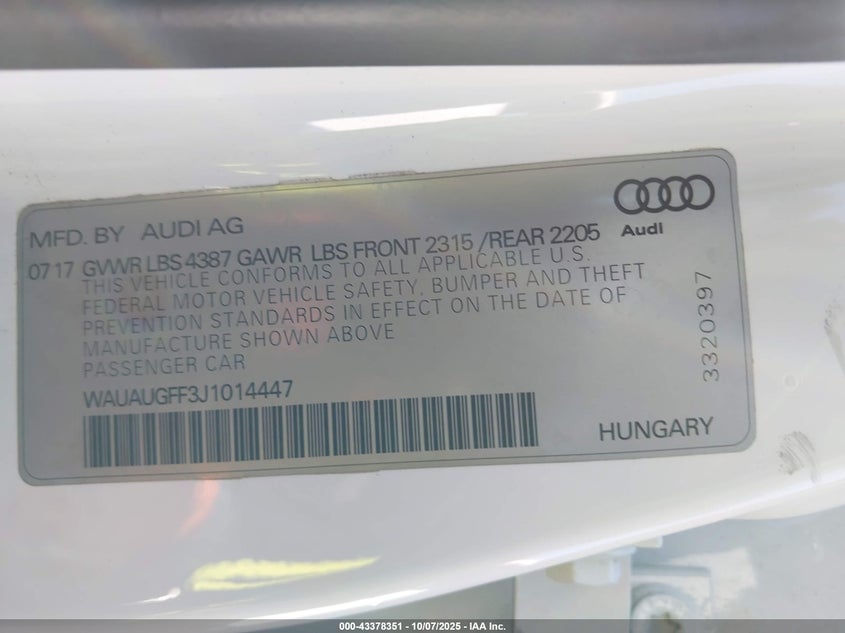 MFD. BY AUDI AG
Audi
07 17 GVWR LBS 4387 GAWR LBS FRONT 2315 /REAR 2205
THIS VEHICLE CONFORMS TO ALL APPLICABLE U.S.
FEDERAL MOTOR VEHICLE SAFETY, BUMPER AND THEFT
PREVENTION STANDARDS IN EFFECT ON THE DATE OF
MANUFACTURE SHOWN ABOVE
PASSENGER CAR
3320397
WAUAUGFF3J1014447
HUNGARY
000-43378351 - 10/07/2025 - IAA Inc.